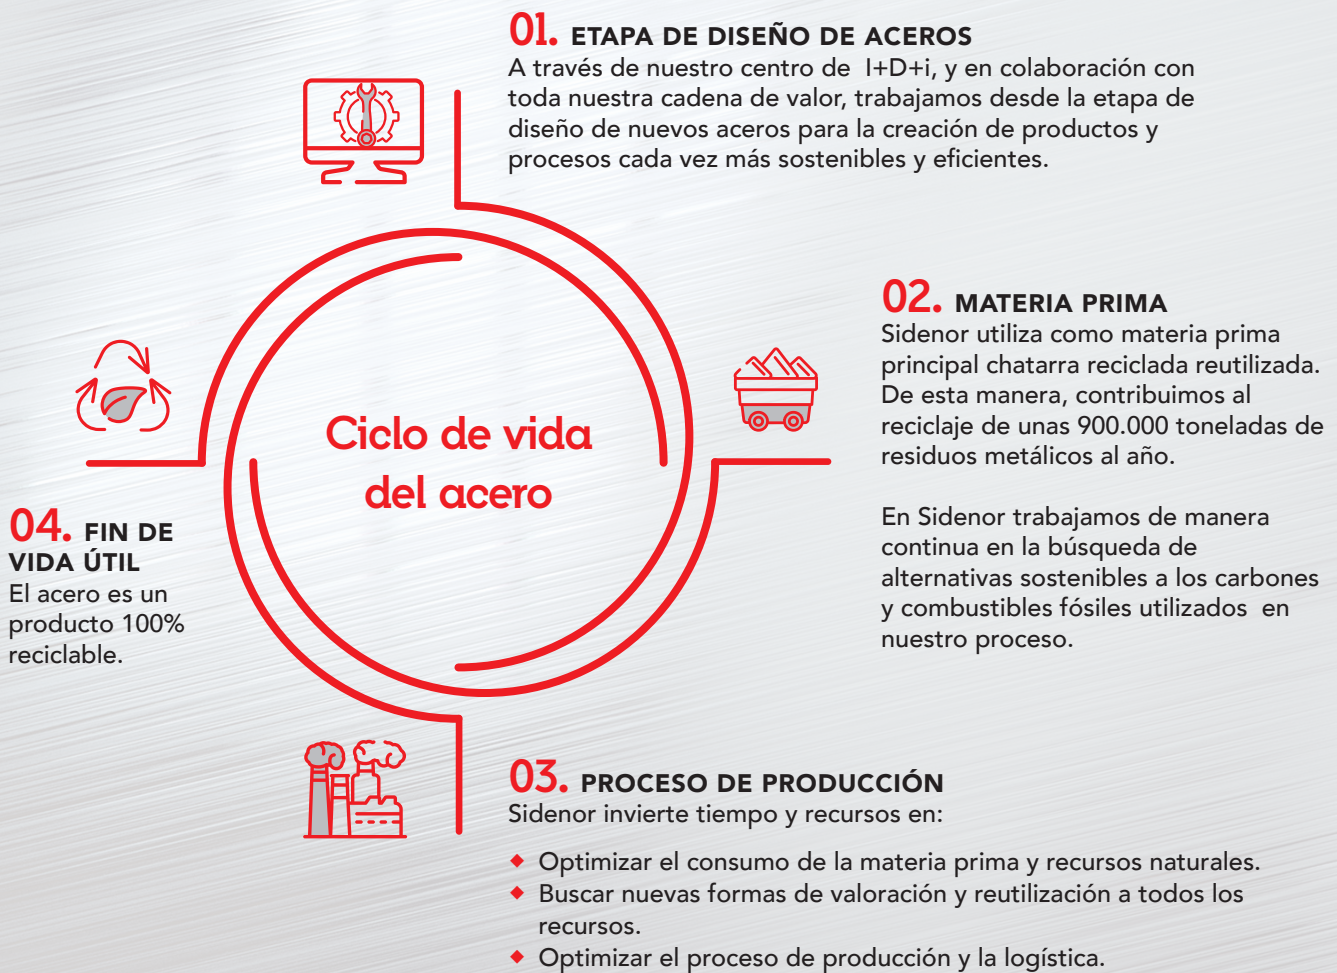 01. ETAPA DE DISEÑO DE ACEROS
A través de nuestro centro de I+D+i, y en colaboración con
toda nuestra cadena de valor, trabajamos desde la etapa de
diseño de nuevos aceros para la creación de productos y
procesos cada vez más sostenibles y eficientes.
02. MATERIA PRIMA
Sidenor utiliza como materia prima
principal chatarra reciclada reutilizada.
De esta manera, contribuimos al
reciclaje de unas 900.000 toneladas de
residuos metálicos al año.
En Sidenor trabajamos de manera
continua en la búsqueda de
alternativas sostenibles a los carbones
y combustibles fósiles utilizados en
nuestro proceso.
Ciclo de vida
del acero
04. FIN DE
VIDA ÚTIL
El acero es un
producto 100%
reciclable.
03. PROCESO DE PRODUCCIÓN
Sidenor invierte tiempo y recursos en:
◆ Optimizar el consumo de la materia prima y recursos naturales.
◆ Buscar nuevas formas de valoración y reutilización a todos los
recursos.
◆ Optimizar el proceso de producción y la logística.